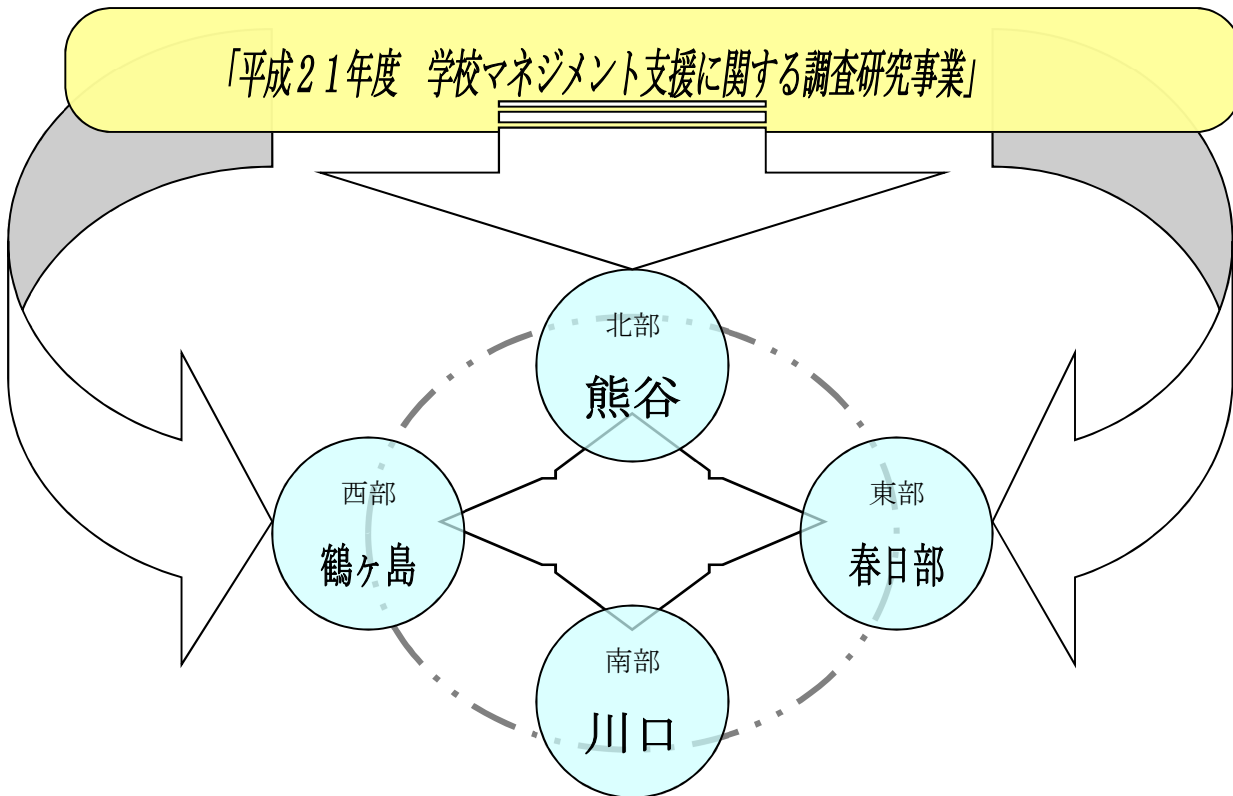 「平成２１年度　学校マネジメント支援に関する調査研究事業」
北部
熊谷
西部
鶴ヶ島
東部
春日部
南部
川口